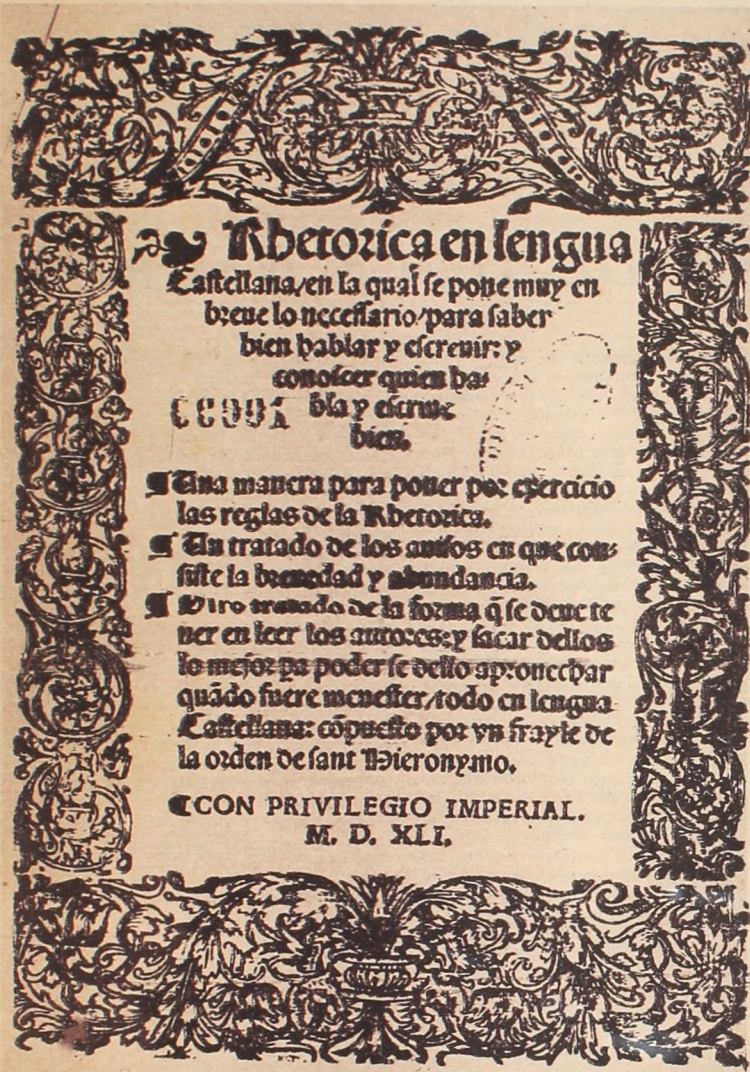 Rhetorica en lengua
Castellana/en la qual se pone muy en
breue lo necessario/para saber
bien hablar y escreuir: y
conoscer quien ha-
bla y escriue
bien.
¶ Una manera para poner por exercicio
las reglas de la Rhetorica.
¶ Un tratado de los auisos en que con-
siste la breuedad y abundancia.
¶ Otro tratado de la forma q̃ se deue te
ner en leer los autores: y sacar dellos
lo mejor pa poder se dello aprouechar
quãdo fuere menester/todo en lengua
Castellana: cõpuesto por vn frayle de
la orden de sant Hieronymo.
¶ CON PRIVILEGIO IMPERIAL.
M. D. XLI.